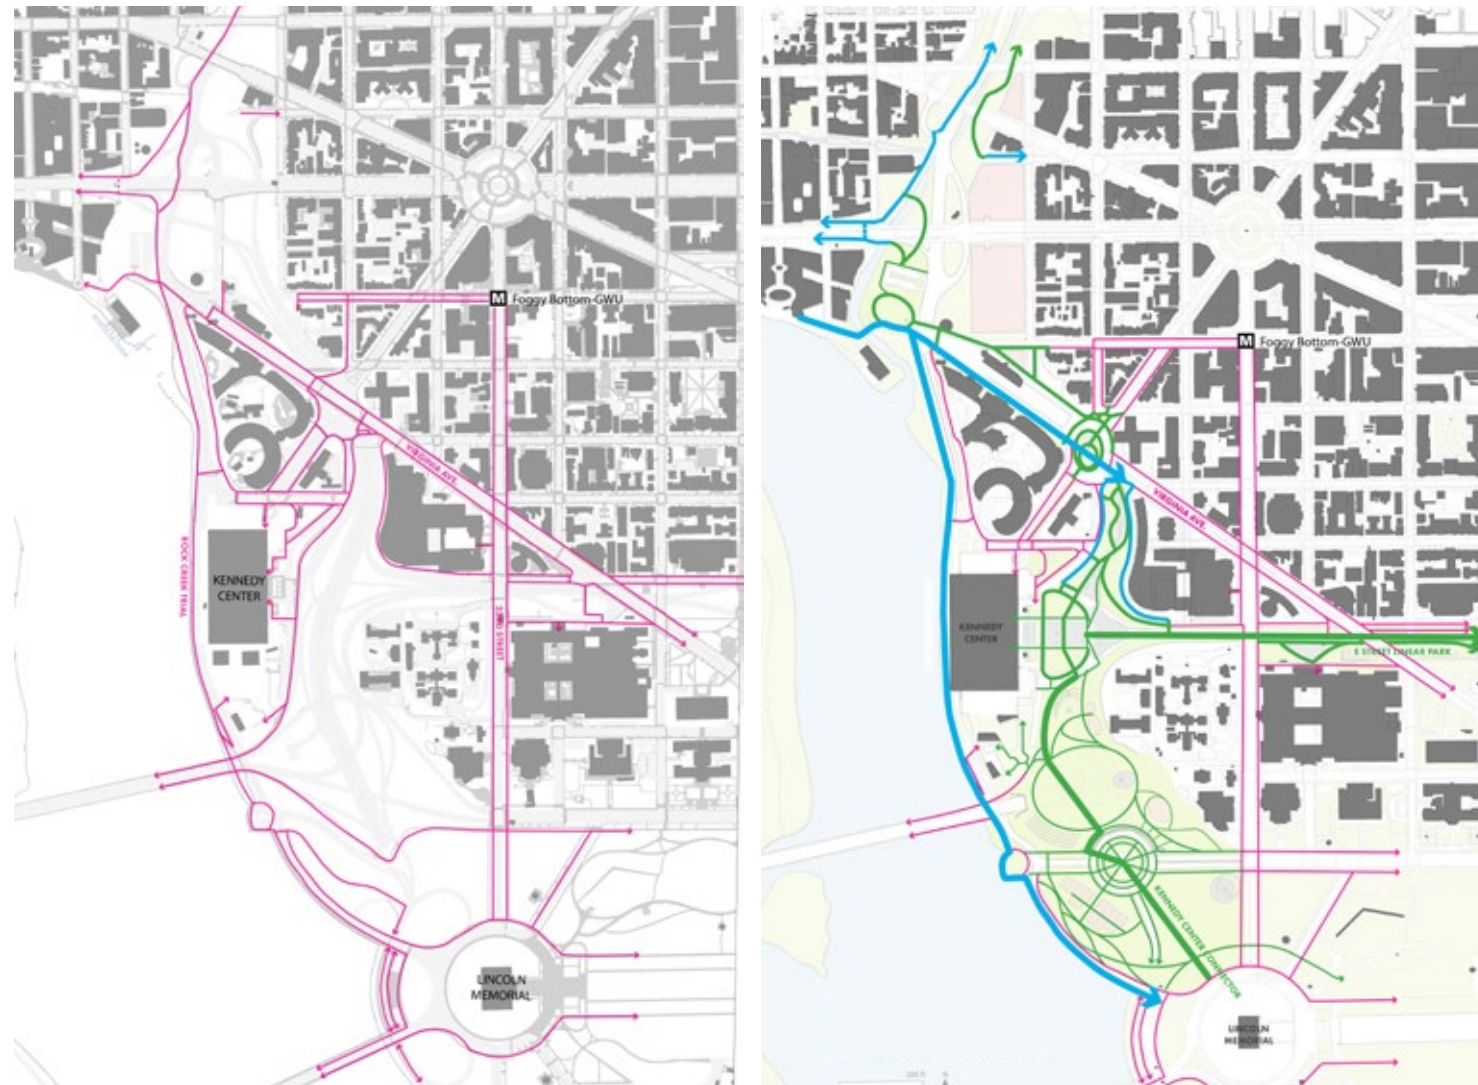 M Foggy Bottom-GWU
VIRGINIA AVE.
ROCK CREEK TRIAL
KENNEDY
CENTER
23RD STREET
LINCOLN
MEMORIAL
M Foggy Bottom-GWU
VIRGINIA AVE.
KENNEDY
CENTER
E STREET LINEAR PARK
KENNEDY CENTER CONNECTOR
LINCOLN
MEMORIAL
N